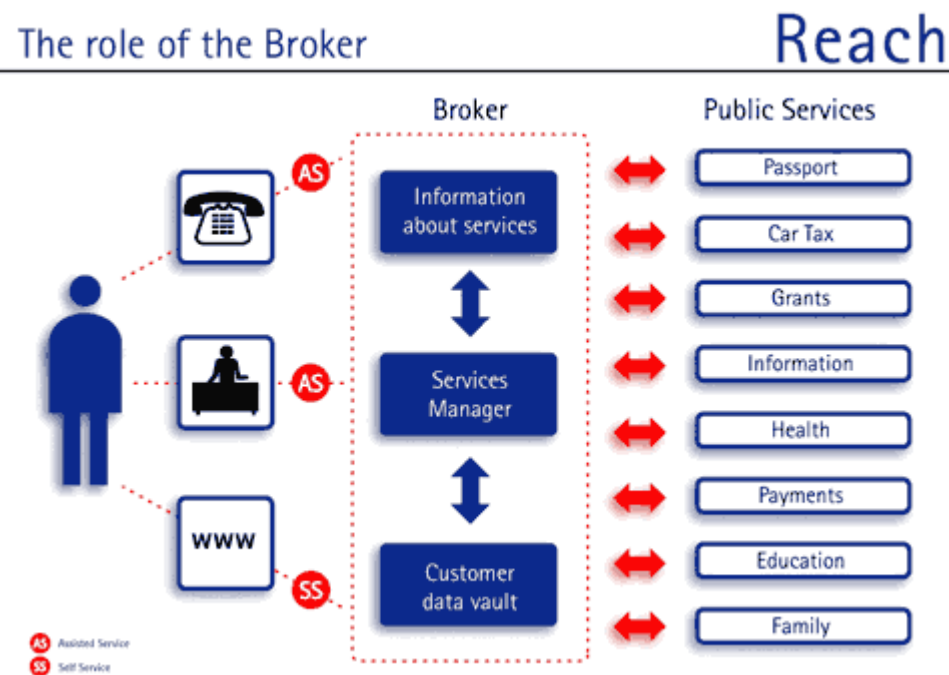 The role of the Broker
Reach
Broker
Public Services
AS
Information
about services
Passport
Car Tax
Grants
AS
Services
Manager
Information
Health
www
SS
Customer
data vault
Payments
Education
Family
AS Assisted Service
SS Self Service